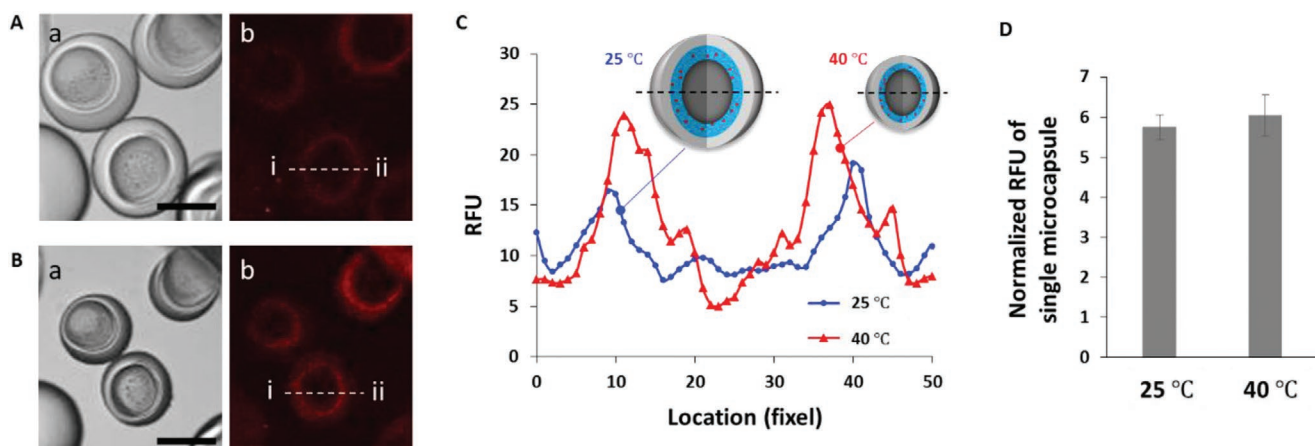 A
a
b
i
ii
B
a
b
i
ii
C
RFU
30
25
20
15
10
5
0
0
10
20
30
40
50
Location (fixel)
25 ℃
40 ℃
25 ℃
40 ℃
D
Normalized RFU of
single microcapsule
7
6
5
4
3
2
1
0
25 ℃
40 ℃